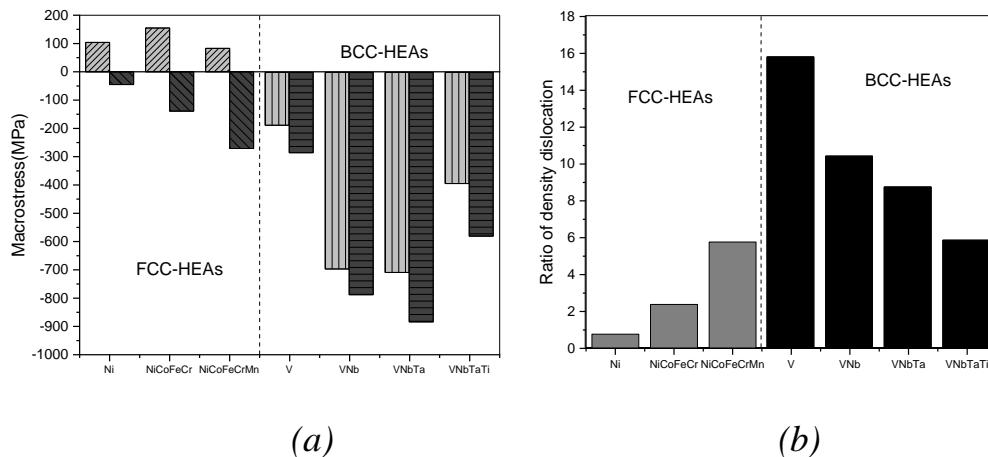 Macrostress(MPa)
200
100
0
-100
-200
-300
-400
-500
-600
-700
-800
-900
-1000
BCC-HEAs
FCC-HEAs
Ni NiCoFeCr NiCoFeCrMn V VNb VNbTa VNbTaTi
(a)
Ratio of density dislocation
18
16
14
12
10
8
6
4
2
0
FCC-HEAs
BCC-HEAs
Ni NiCoFeCr NiCoFeCrMn V VNb VNbTa VNbTaTi
(b)